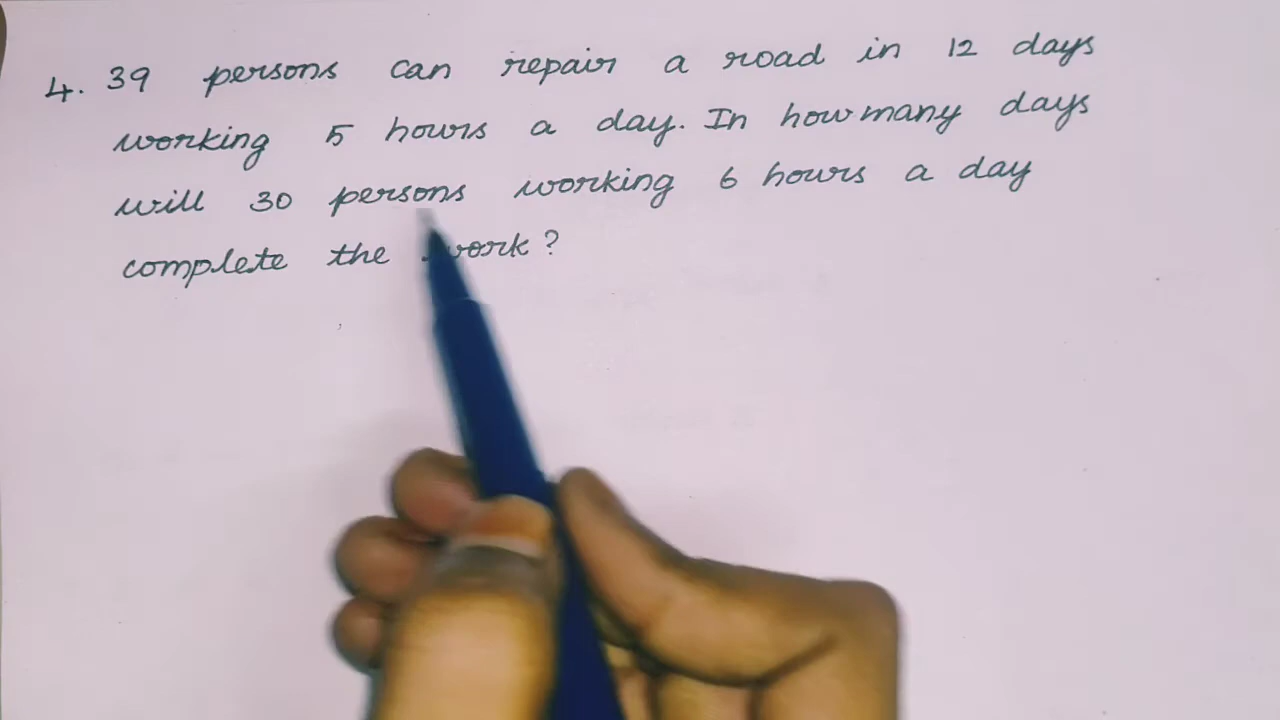 4. 39 persons can repair a road in 12 days
working 5 hours a day. In how many days
will 30 persons working 6 hours a day
complete the work?